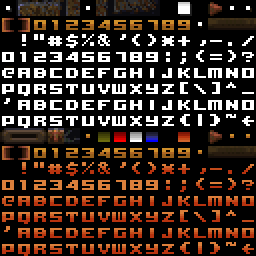 0123456789
!"#$%&'()*+,-./
0123456789:;(=)?
@ABCDEFGHIJKLMNO
PQRSTUVWXYZ[\]^_
'ABCDEFGHIJKLMNO
PQRSTUVWXYZ{|}~←
0123456789
!"#$%&'()*+,-./
0123456789:;(=)?
@ABCDEFGHIJKLMNO
PQRSTUVWXYZ[\]^_
'ABCDEFGHIJKLMNO
PQRSTUVWXYZ{|}~←